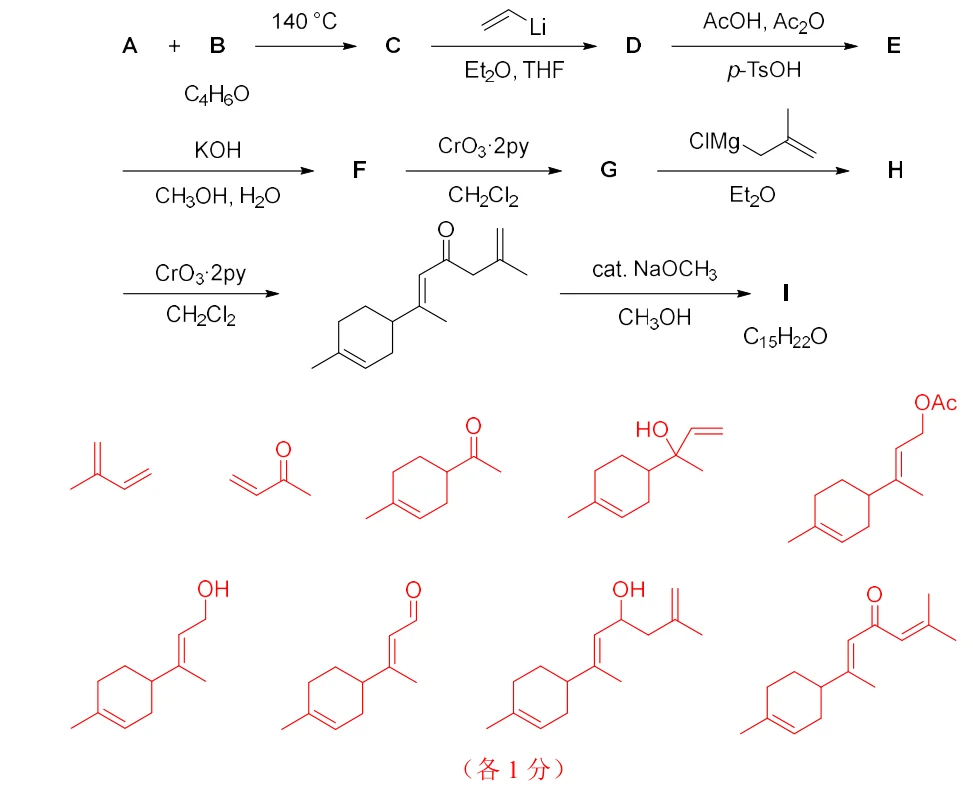 A + B 140 °C C Li D AcOH, Ac₂O E
Et₂O, THF p-TsOH
C₄H₆O
KOH F CrO₃·2py G ClMg H
CH₃OH, H₂O CH₂Cl₂ Et₂O
O
CrO₃·2py cat. NaOCH₃ I
CH₂Cl₂ CH₃OH
C₁₅H₂₂O
O O HO OAc
OH O OH O
（各 1 分）